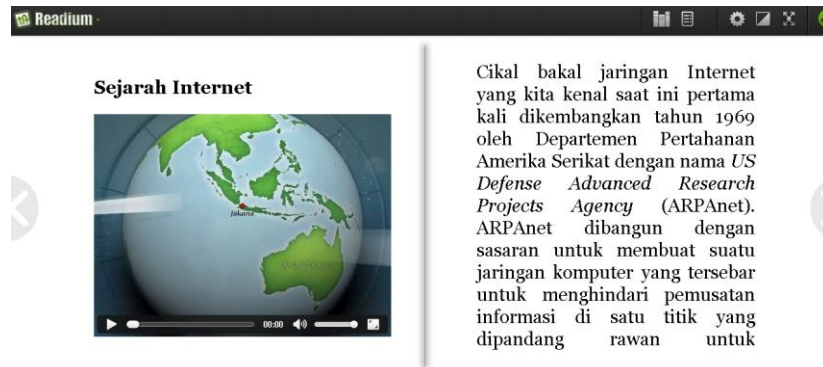 Readium
Sejarah Internet
Jakarta
00:00
Cikal bakal jaringan Internet
yang kita kenal saat ini pertama
kali dikembangkan tahun 1969
oleh Departemen Pertahanan
Amerika Serikat dengan nama US
Defense Advanced Research
Projects Agency (ARPAnet).
ARPAnet dibangun dengan
sasaran untuk membuat suatu
jaringan komputer yang tersebar
untuk menghindari pemusatan
informasi di satu titik yang
dipandang rawan untuk